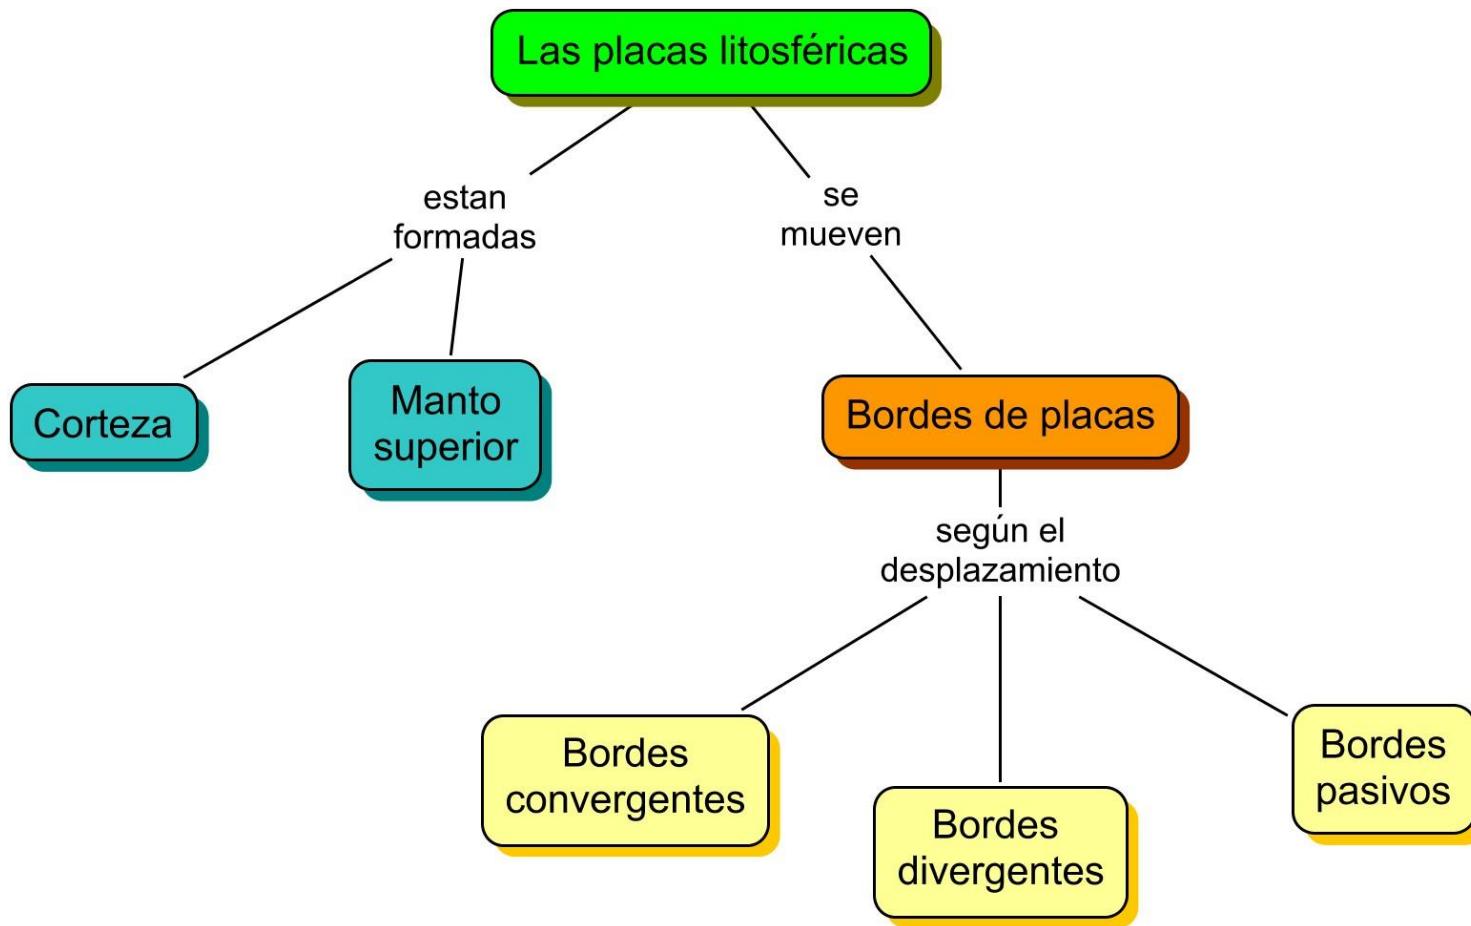 Las placas litosféricas
estan
formadas
se
mueven
Corteza
Manto
superior
Bordes de placas
según el
desplazamiento
Bordes
convergentes
Bordes
divergentes
Bordes
pasivos